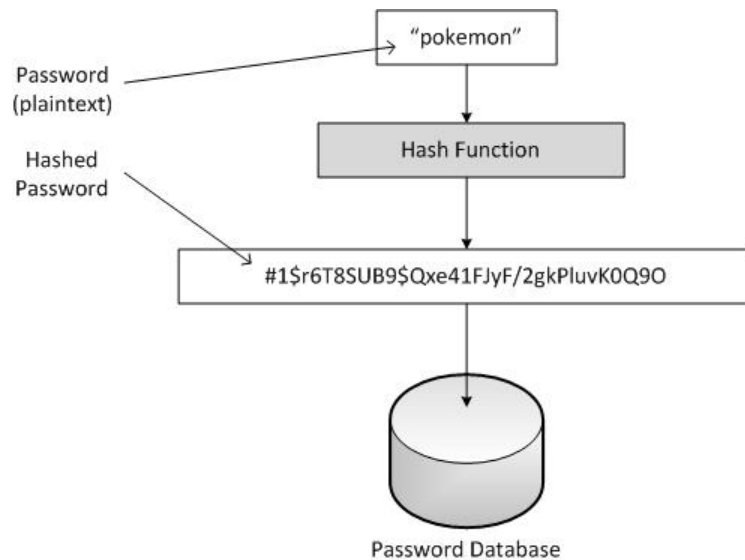 “pokemon”
Password
(plaintext)
Hash Function
Hashed
Password
#1$r6T8SUB9$Qxe41FJyF/2gkPluvK0Q9O
Password Database